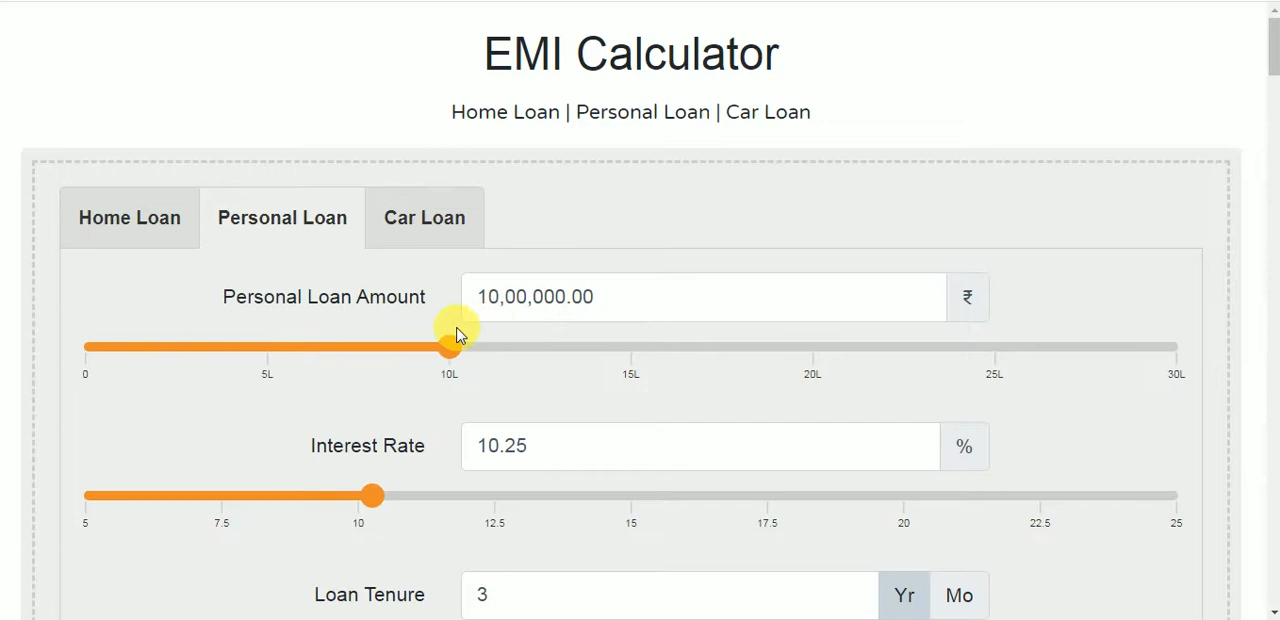 EMI Calculator
Home Loan | Personal Loan | Car Loan
Home Loan Personal Loan Car Loan
Personal Loan Amount 10,00,000.00 ₹
0 5L 10L 15L 20L 25L 30L
Interest Rate 10.25 %
5 7.5 10 12.5 15 17.5 20 22.5 25
Loan Tenure 3 Yr Mo